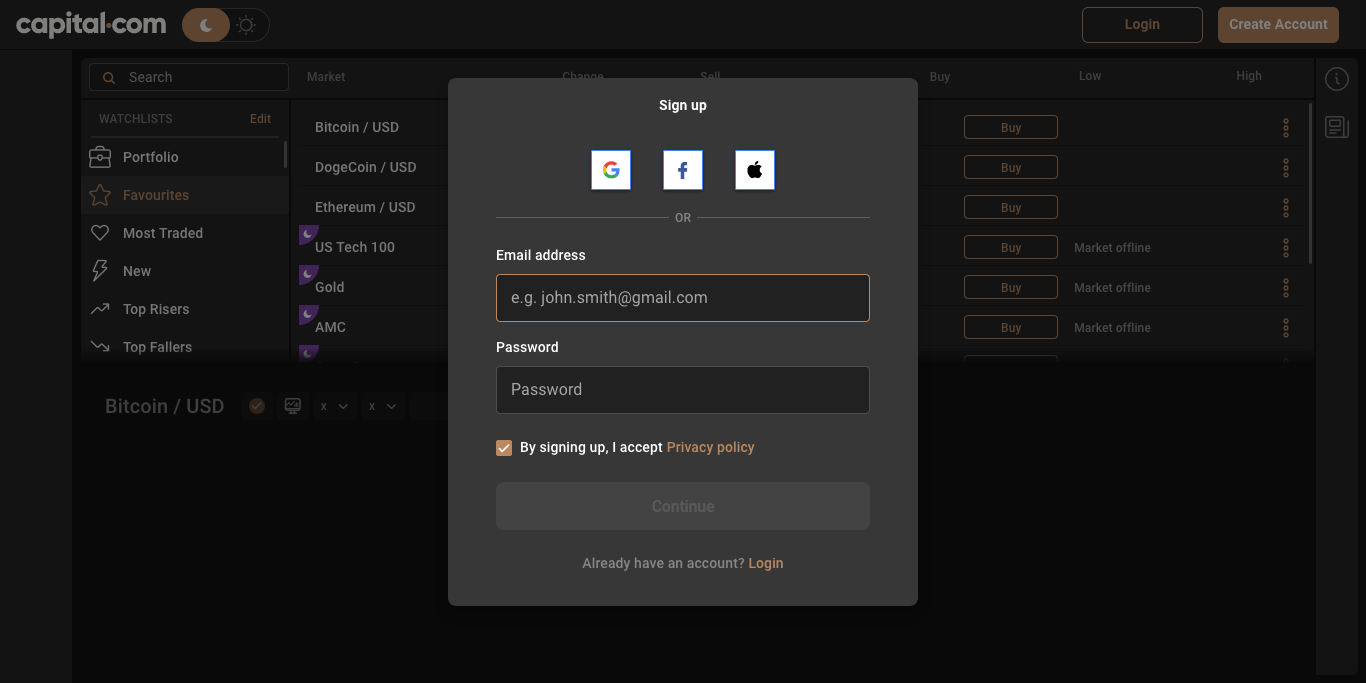 capital.com
Login
Create Account
Search
Market
Change
Sell
Buy
Low
High
WATCHLISTS
Edit
Portfolio
Favourites
Most Traded
New
Top Risers
Top Fallers
Bitcoin / USD
Buy
DogeCoin / USD
Buy
Ethereum / USD
Buy
US Tech 100
Buy
Market offline
Gold
Buy
Market offline
AMC
Buy
Market offline
Bitcoin / USD
x
x
Sign up
OR
Email address
e.g. john.smith@gmail.com
Password
Password
By signing up, I accept Privacy policy
Continue
Already have an account? Login